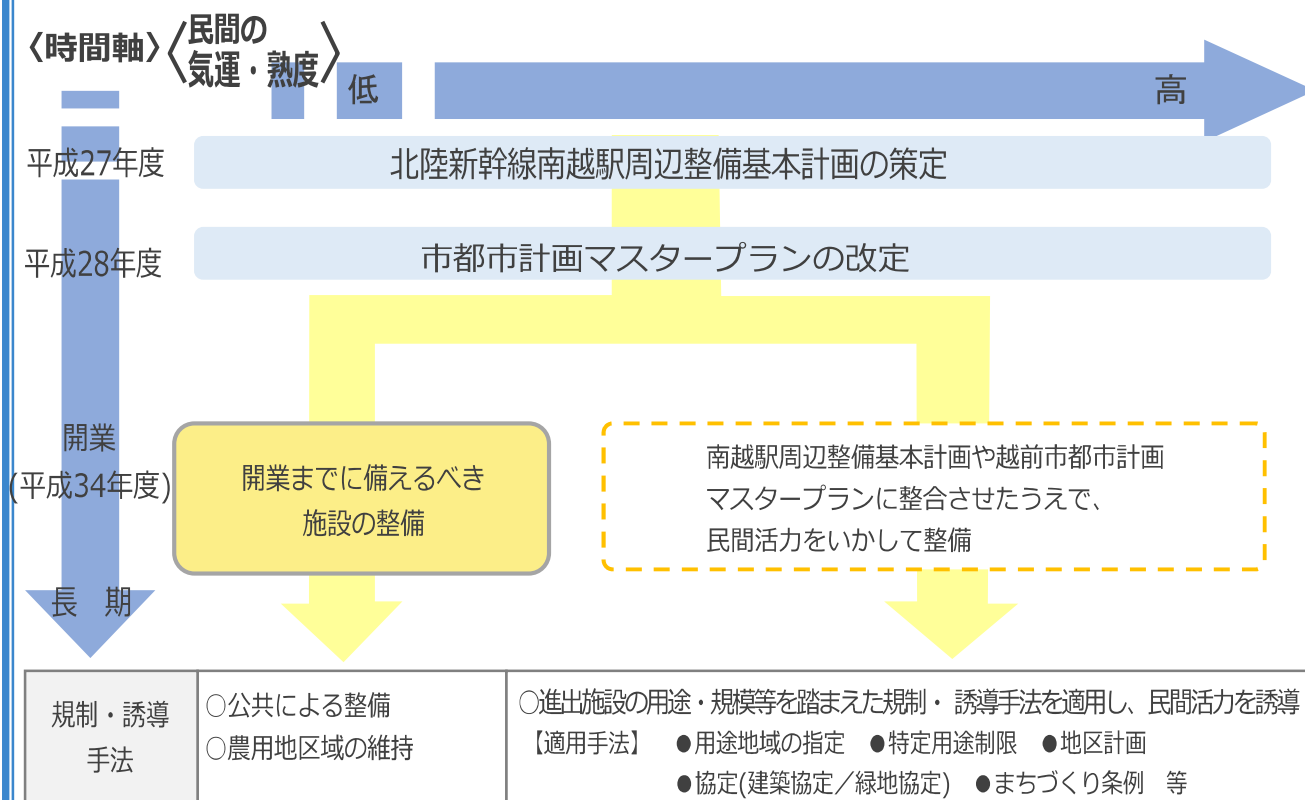 〈時間軸〉
〈民間の
気運・熟度〉
低
高
平成27年度
北陸新幹線南越駅周辺整備基本計画の策定
平成28年度
市都市計画マスタープランの改定
開業
(平成34年度)
開業までに備えるべき
施設の整備
南越駅周辺整備基本計画や越前市都市計画
マスタープランに整合させたうえで、
民間活力をいかして整備
長　期
規制・誘導
手法
○公共による整備
○農用地区域の維持
○進出施設の用途・規模等を踏まえた規制・ 誘導手法を適用し、民間活力を誘導
【適用手法】　●用途地域の指定　●特定用途制限　●地区計画
●協定(建築協定／緑地協定)　●まちづくり条例　等